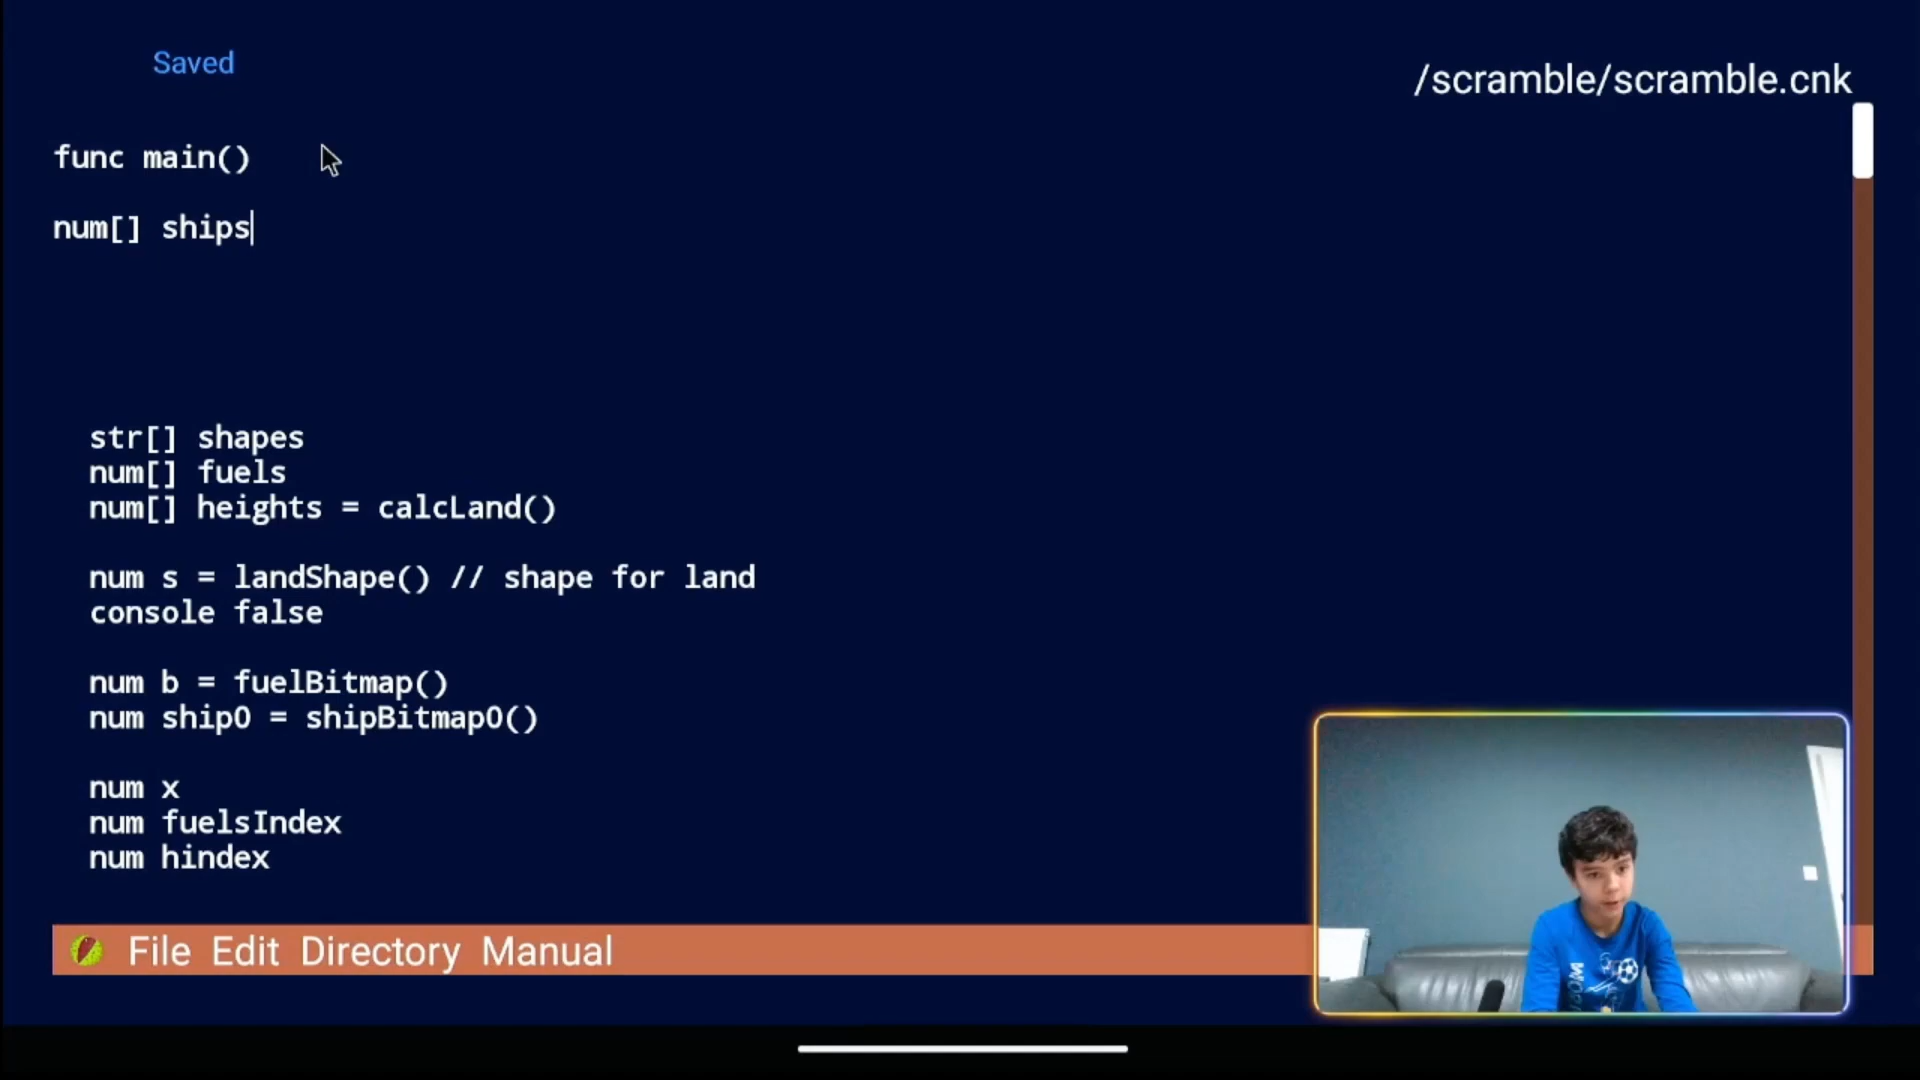 Saved
/scramble/scramble.cnk
func main()
num[] ships
str[] shapes
num[] fuels
num[] heights = calcLand()
num s = landShape() // shape for land
console false
num b = fuelBitmap()
num ship0 = shipBitmap0()
num x
num fuelsIndex
num hindex
File Edit Directory Manual